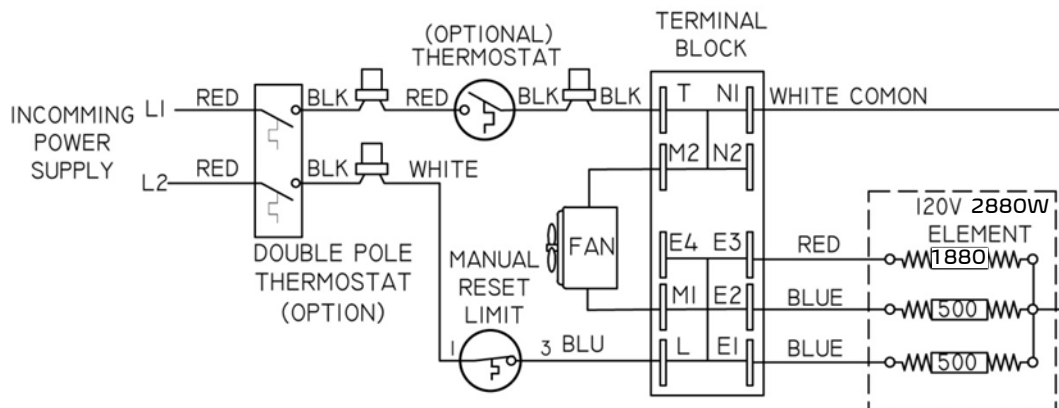 (OPTIONAL)
THERMOSTAT
TERMINAL
BLOCK
INCOMMING
POWER
SUPPLY
L1
RED
BLK
RED
BLK
BLK
T
N1
WHITE COMON
L2
RED
BLK
WHITE
M2
N2
DOUBLE POLE
THERMOSTAT
(OPTION)
MANUAL
RESET
LIMIT
FAN
1
3
BLU
E4
E3
M1
E2
L
E1
RED
BLUE
BLUE
120V 2880W
ELEMENT
1880
500
500